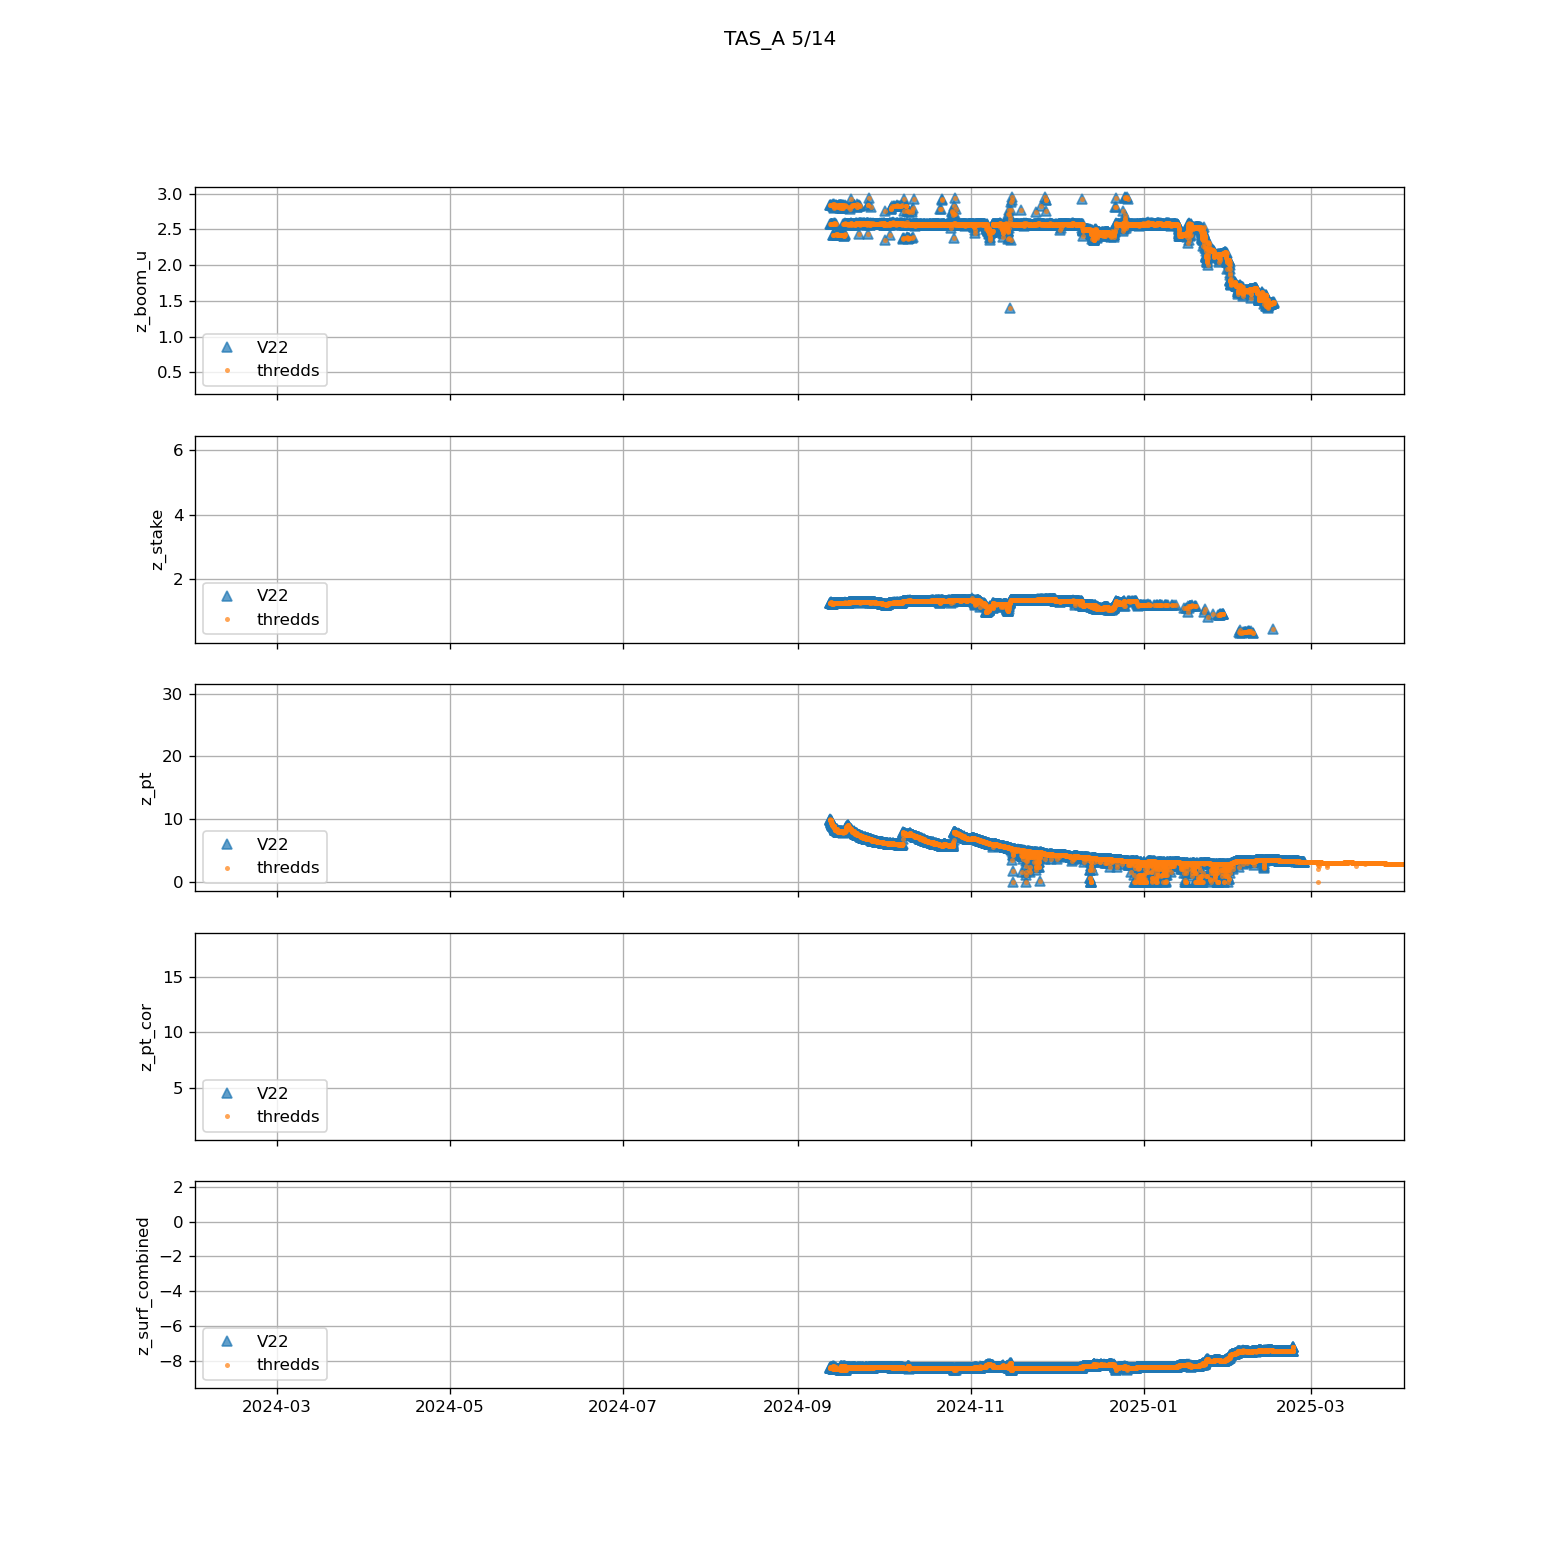 TAS_A 5/14
z_boom_u
3.0
2.5
2.0
1.5
1.0
0.5
V22
thredds
z_stake
6
4
2
V22
thredds
z_pt
30
20
10
0
V22
thredds
z_pt_cor
15
10
5
V22
thredds
z_surf_combined
2
0
−2
−4
−6
−8
V22
thredds
2024-03 2024-05 2024-07 2024-09 2024-11 2025-01 2025-03